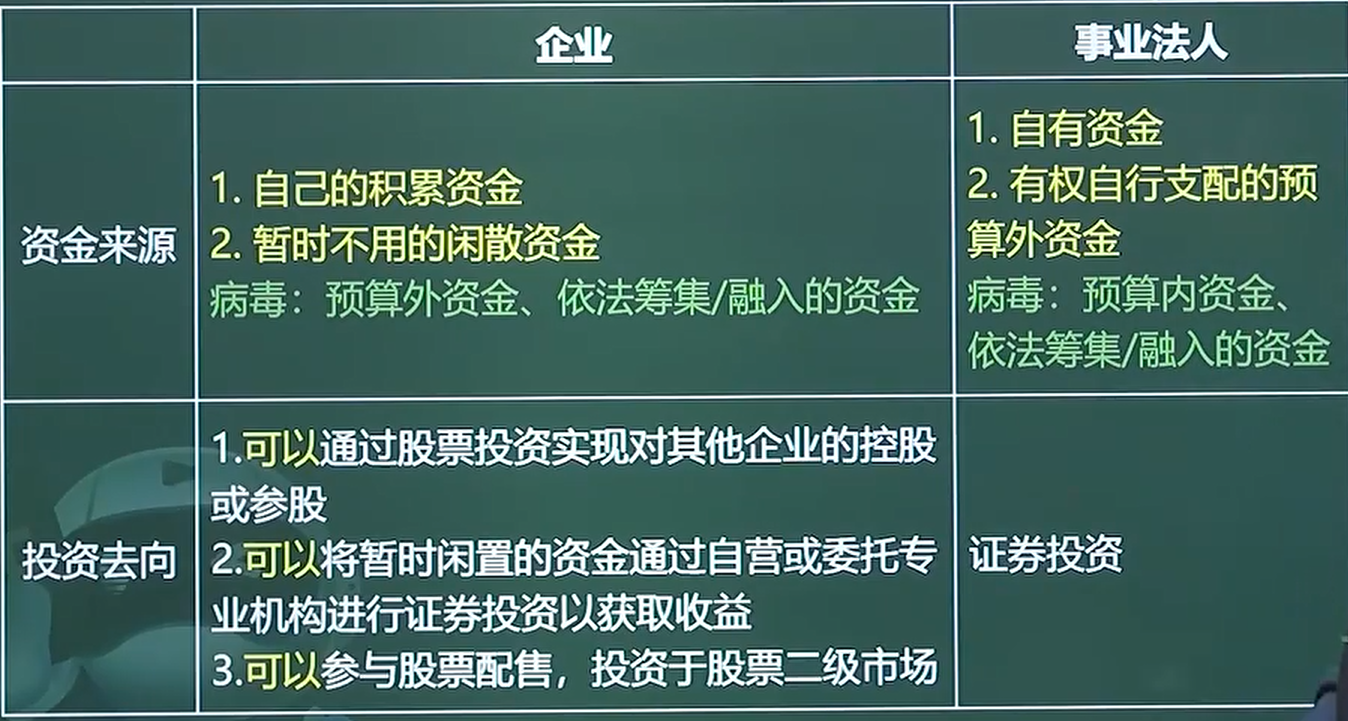 企业
事业法人
资金来源
1. 自己的积累资金
2. 暂时不用的闲散资金
病毒：预算外资金、依法筹集/融入的资金
1. 自有资金
2. 有权自行支配的预
算外资金
病毒：预算内资金、
依法筹集/融入的资金
投资去向
1.可以通过股票投资实现对其他企业的控股
或参股
2.可以将暂时闲置的资金通过自营或委托专
业机构进行证券投资以获取收益
3.可以参与股票配售，投资于股票二级市场
证券投资